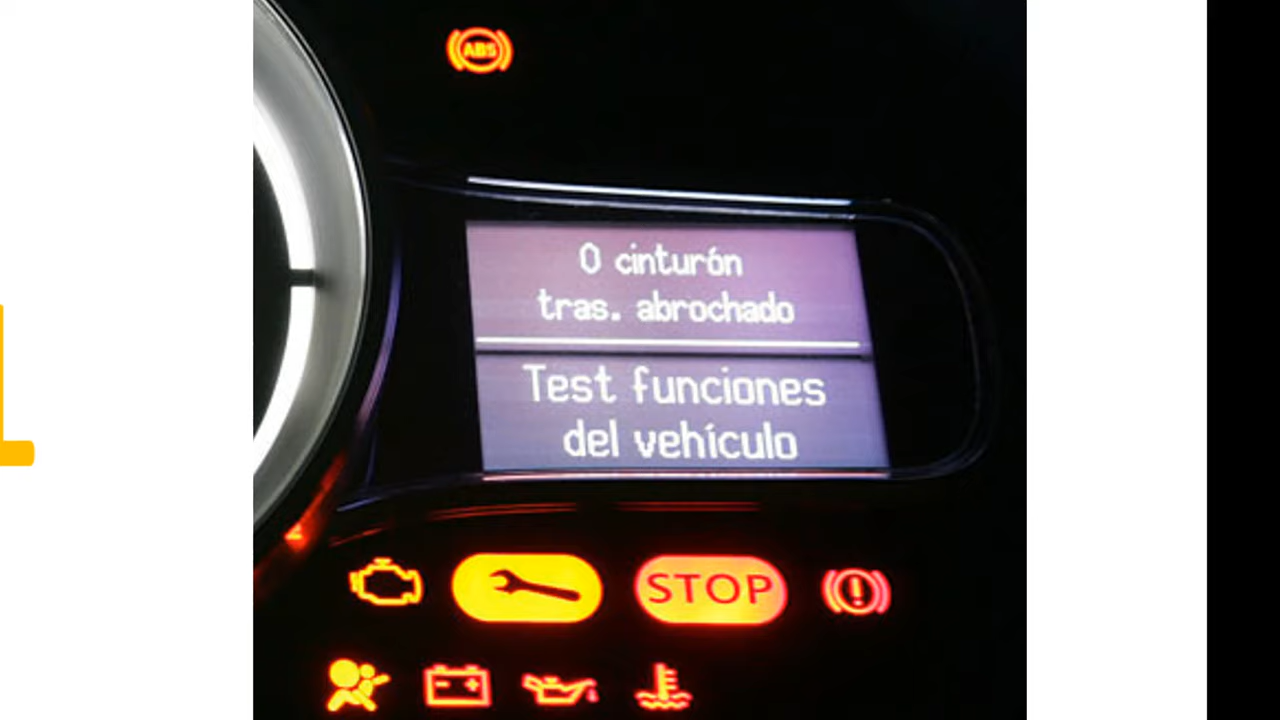 ABS
0 cinturón
tras. abrochado
Test funciones
del vehículo
STOP